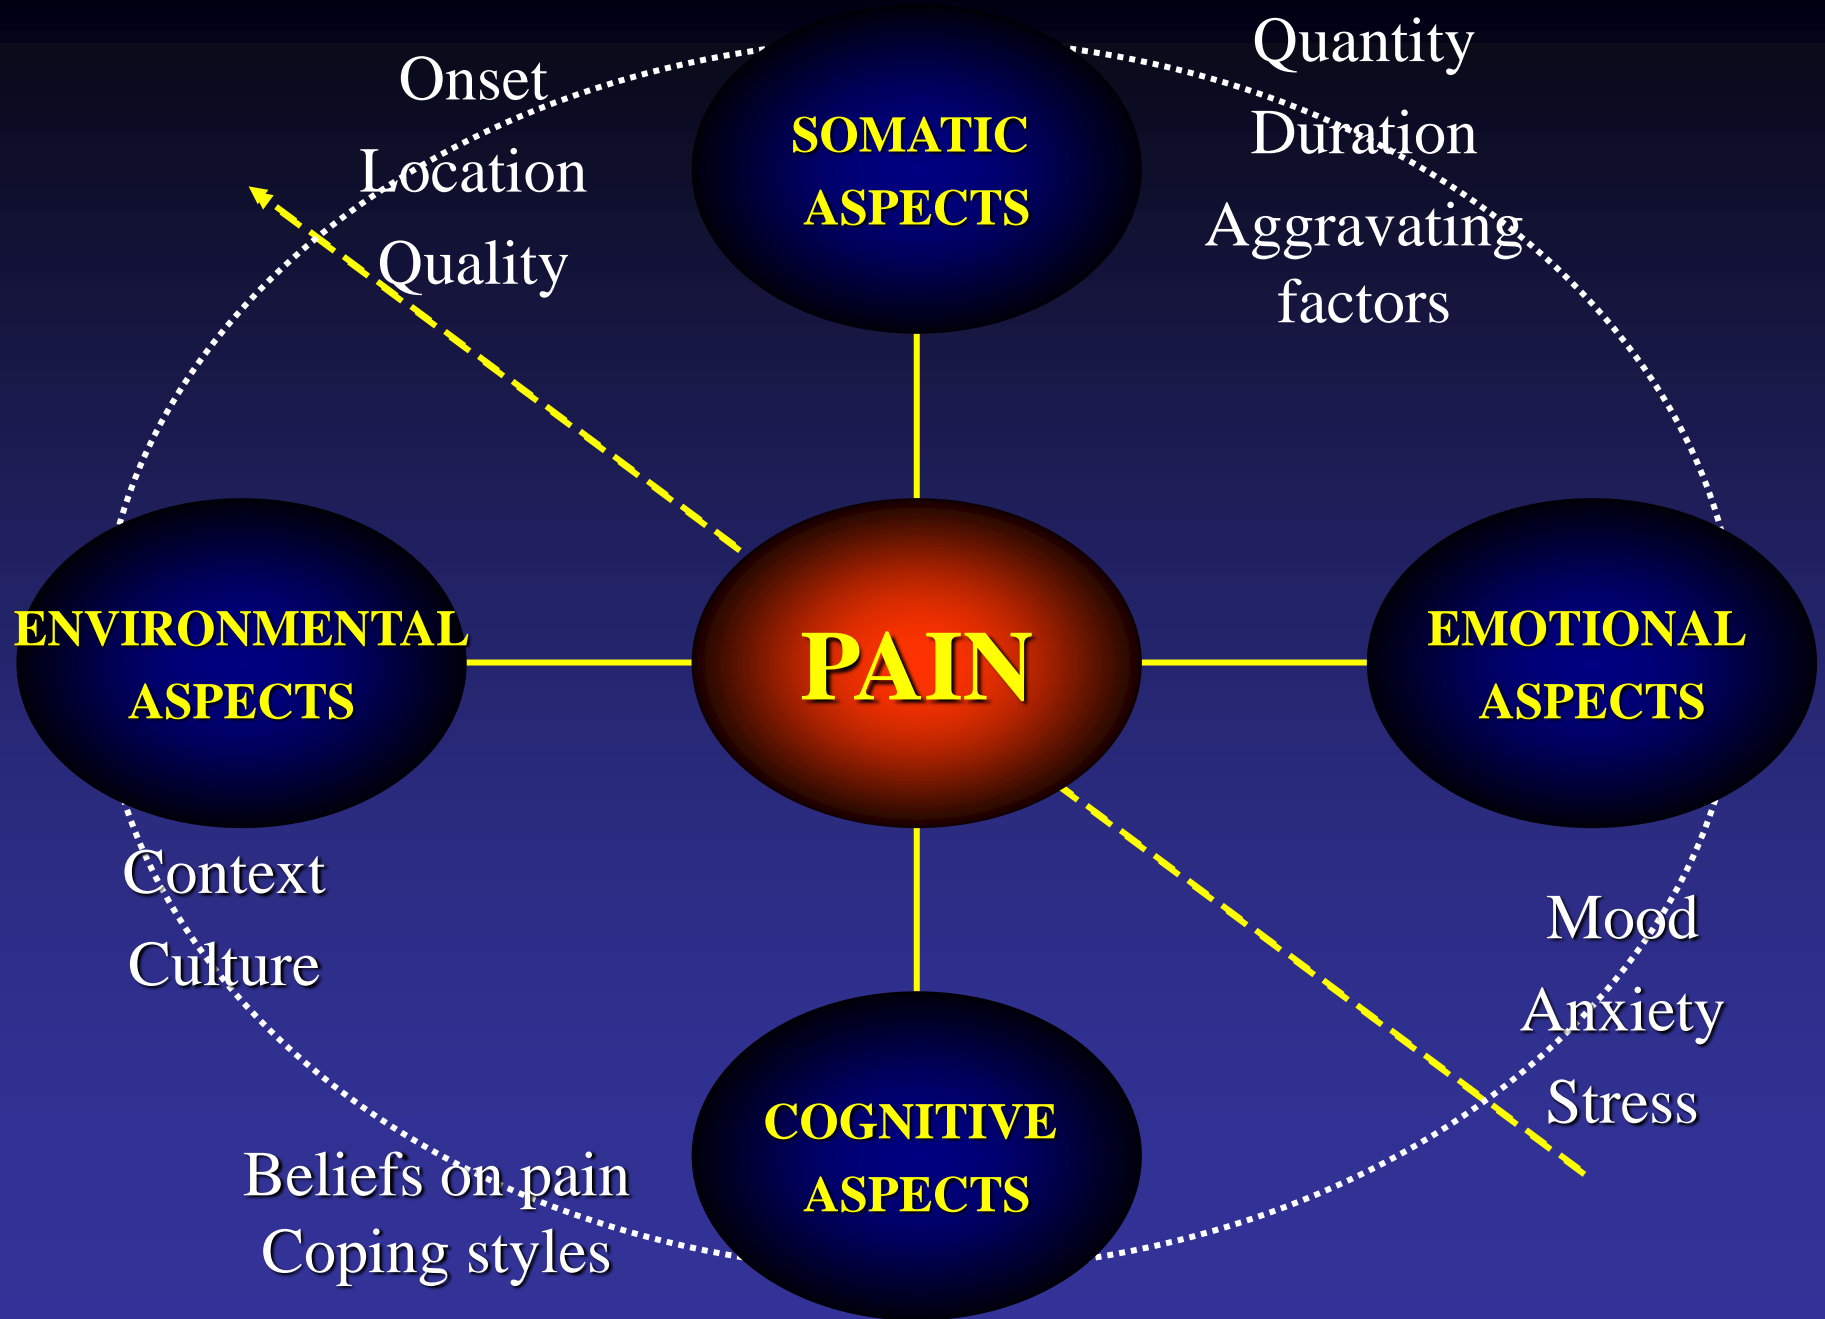 Onset
Location
Quality
SOMATIC
ASPECTS
Quantity
Duration
Aggravating
factors
ENVIRONMENTAL
ASPECTS
PAIN
EMOTIONAL
ASPECTS
Context
Culture
Mood
Anxiety
Stress
COGNITIVE
ASPECTS
Beliefs on pain
Coping styles